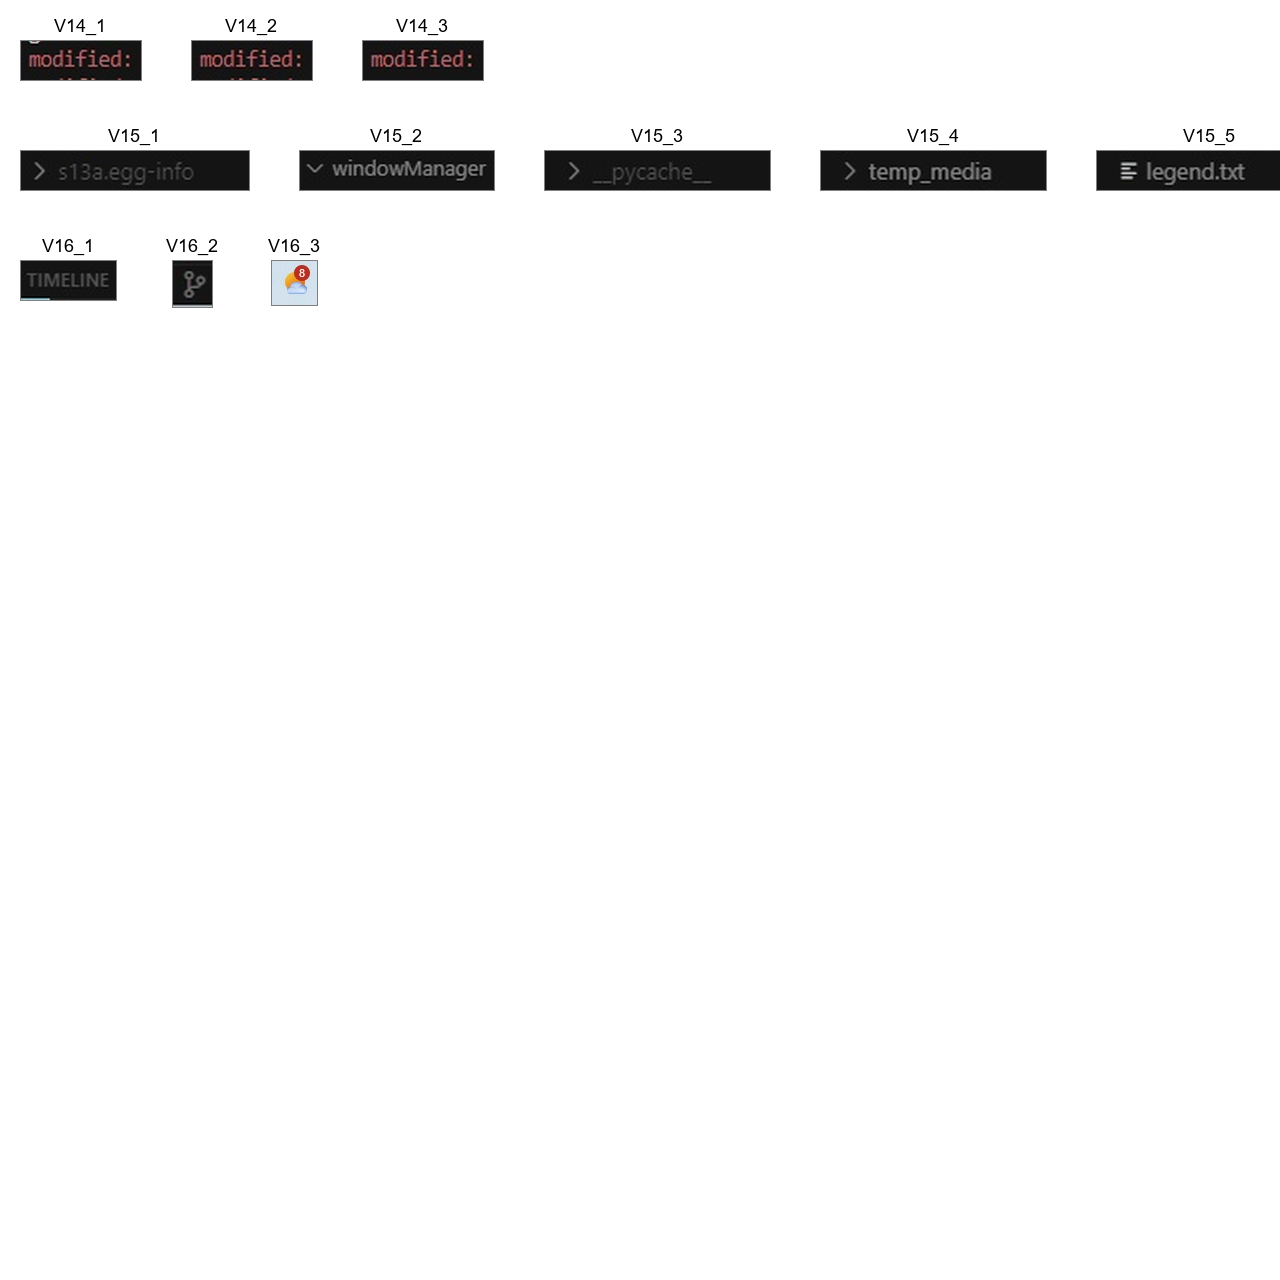 V14_1 V14_2 V14_3
modified: modified: modified:
V15_1 V15_2 V15_3 V15_4 V15_5
s13a.egg-info windowManager __pycache__ temp_media legend.txt
V16_1 V16_2 V16_3
TIMELINE 8